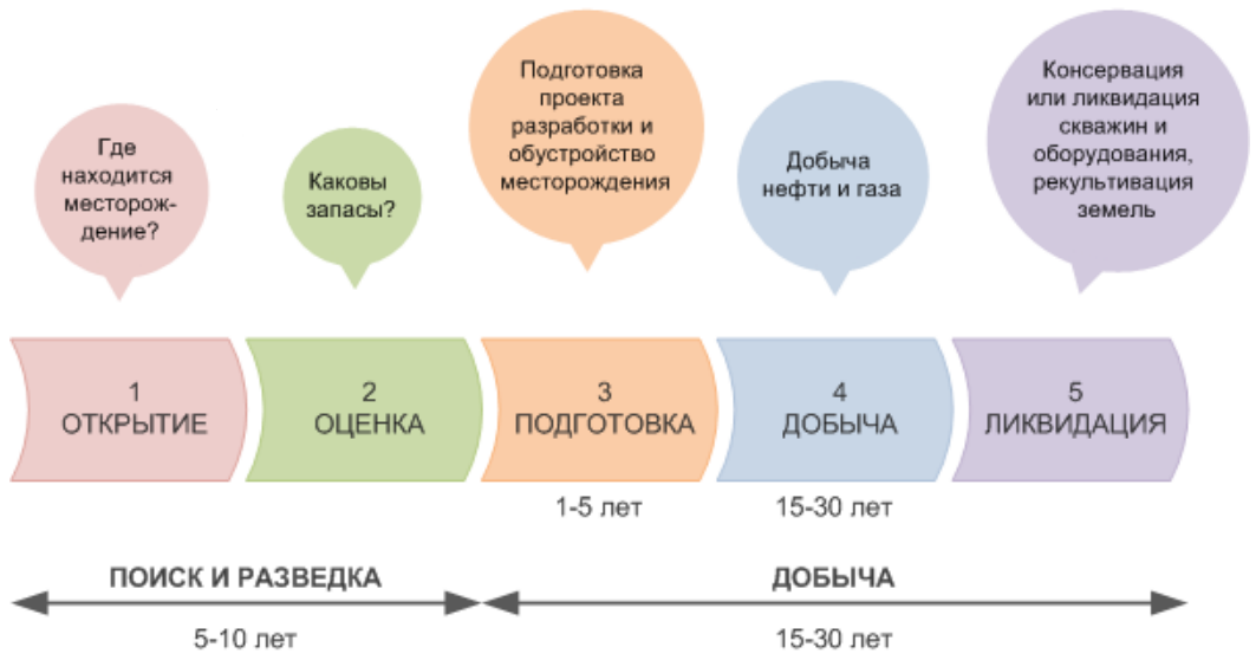 Где
находится
месторож-
дение?
Каковы
запасы?
Подготовка
проекта
разработки и
обустройство
месторождения
Добыча
нефти и газа
Консервация
или ликвидация
скважин и
оборудования,
рекультивация
земель
1
ОТКРЫТИЕ
2
ОЦЕНКА
3
ПОДГОТОВКА
4
ДОБЫЧА
5
ЛИКВИДАЦИЯ
1-5 лет
15-30 лет
ПОИСК И РАЗВЕДКА
ДОБЫЧА
5-10 лет
15-30 лет